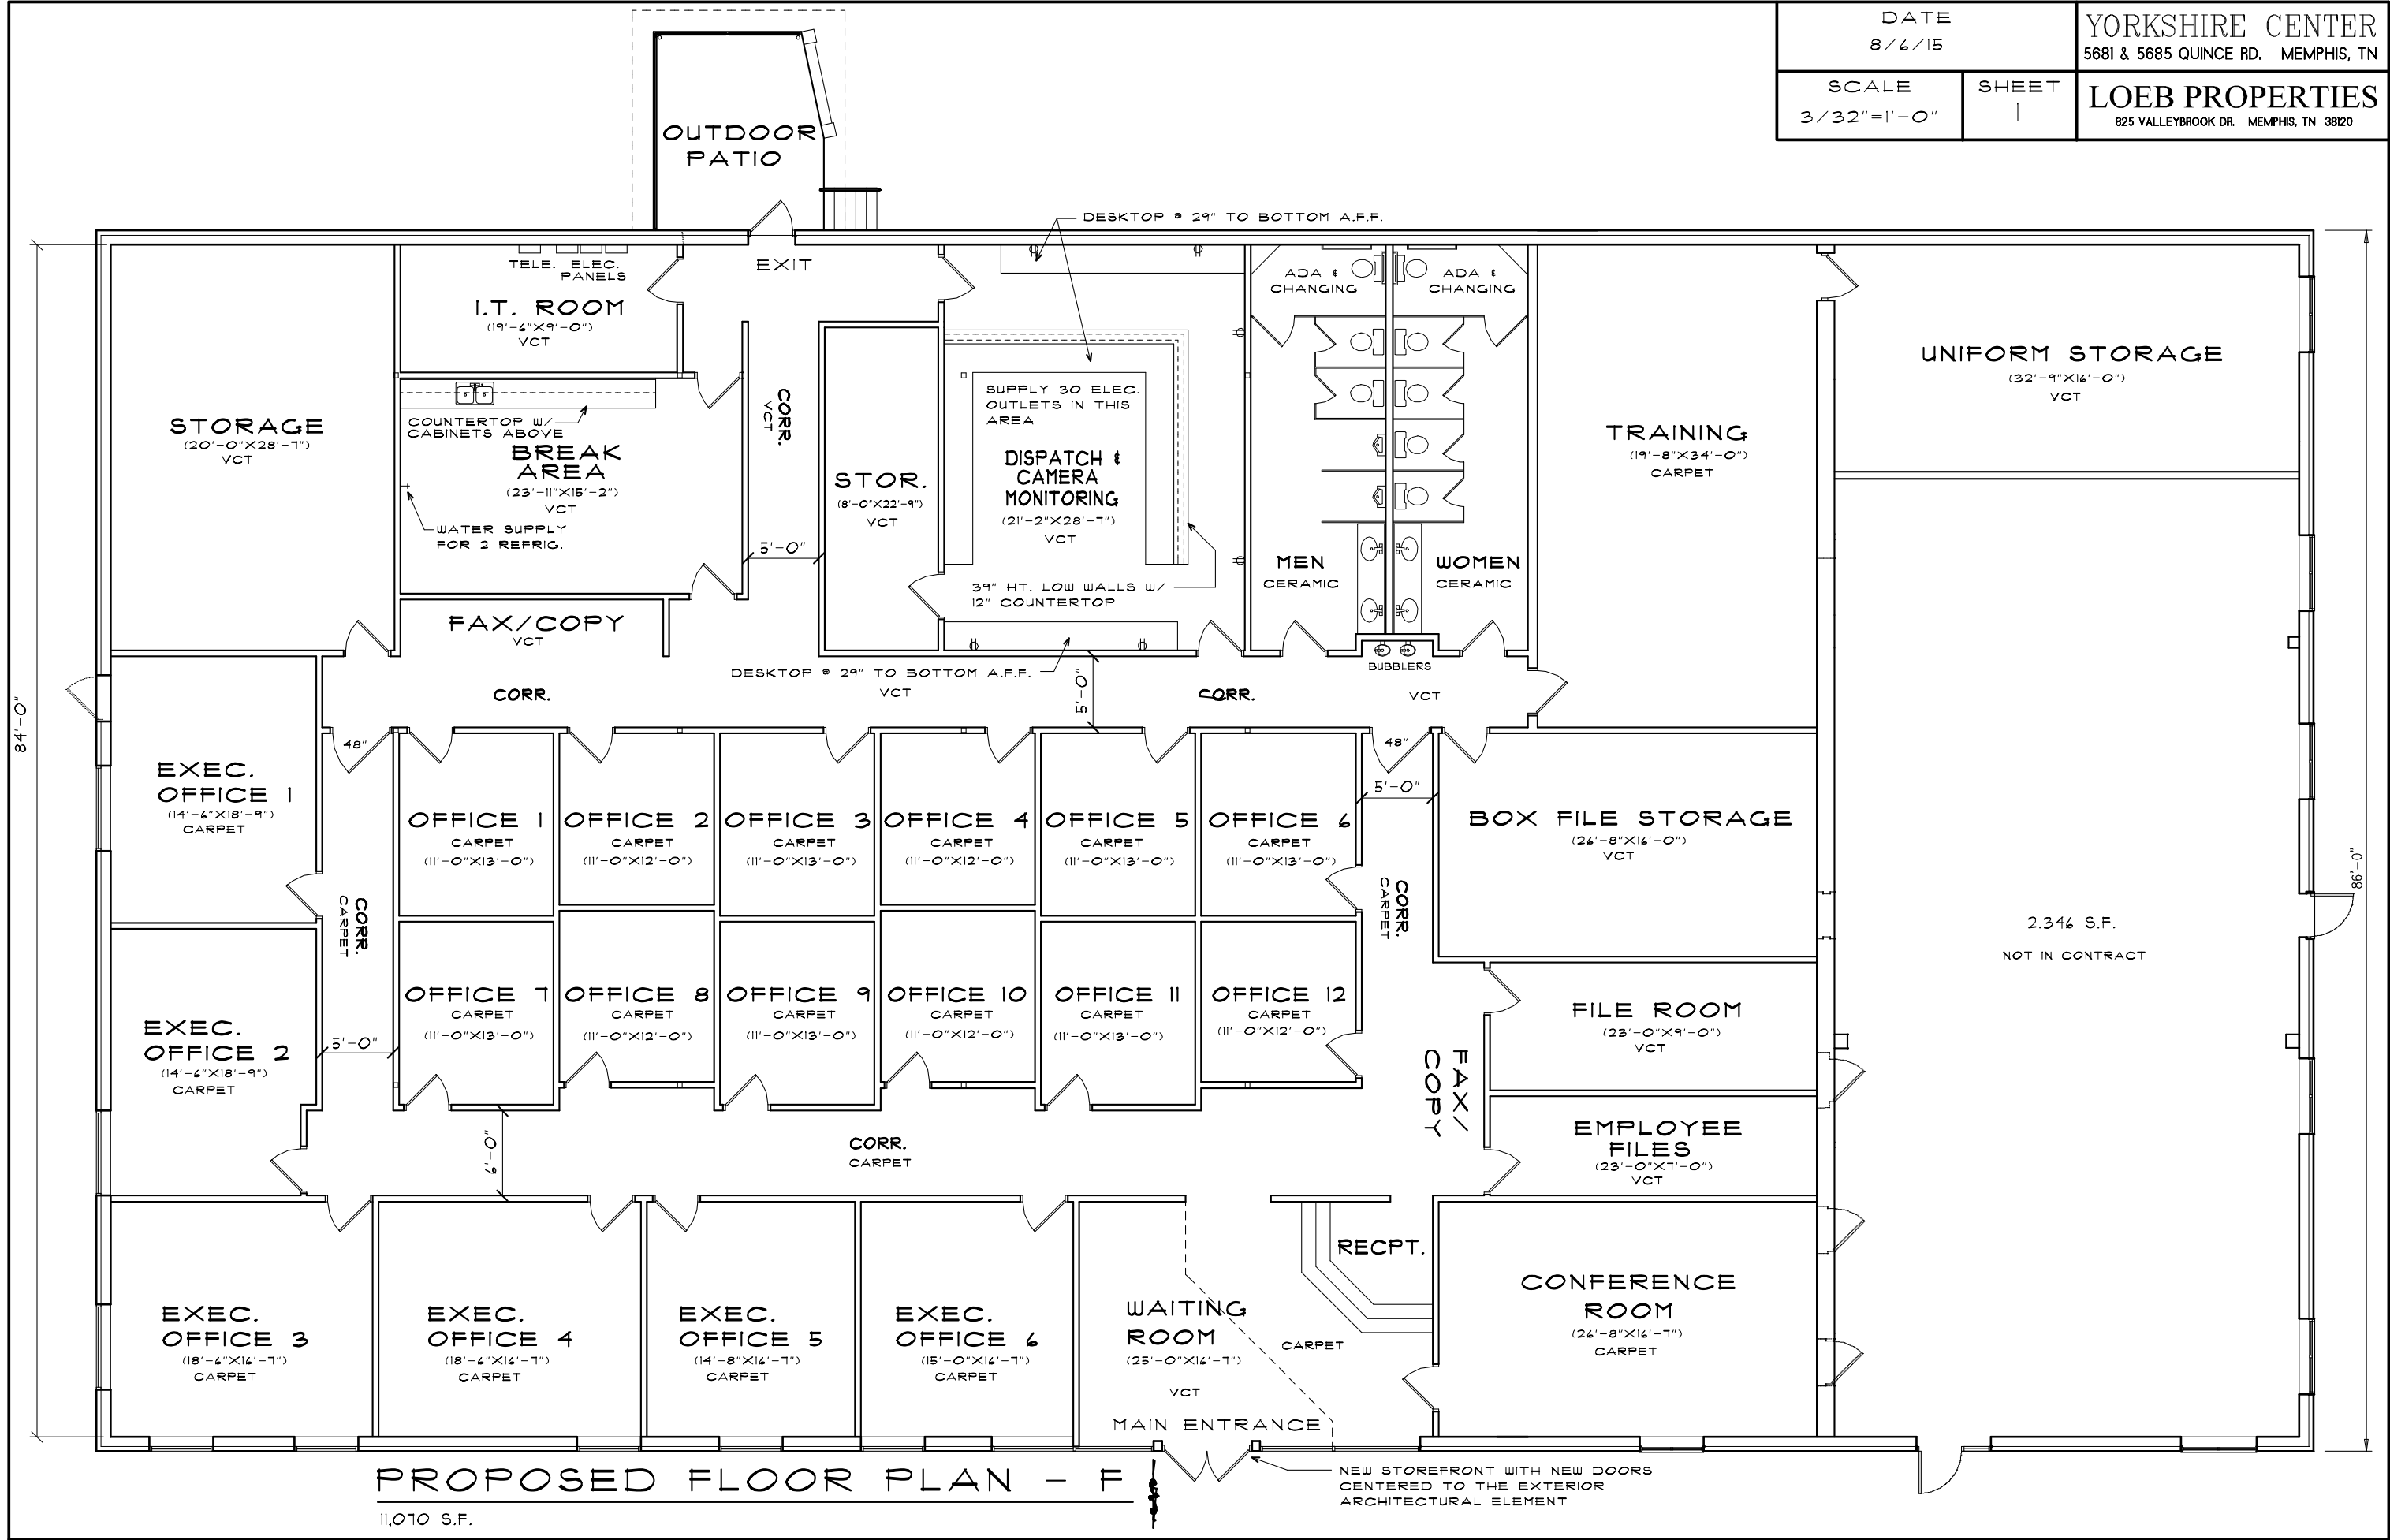 DATE
8/6/15
YORKSHIRE CENTER
5681 & 5685 QUINCE RD. MEMPHIS, TN
SCALE
3/32"=1'-0"
SHEET
1
LOEB PROPERTIES
825 VALLEYBROOK DR. MEMPHIS, TN 38120
OUTDOOR
PATIO
DESKTOP @ 29" TO BOTTOM A.F.F.
EXIT
TELE. ELEC.
PANELS
I.T. ROOM
(19'-6"X9'-0")
VCT
STORAGE
(20'-0"X28'-7")
VCT
COUNTERTOP W/
CABINETS ABOVE
BREAK
AREA
(23'-11"X15'-2")
VCT
WATER SUPPLY
FOR 2 REFRIG.
CORR.
VCT
5'-0"
STOR.
(8'-0"X22'-9")
VCT
SUPPLY 30 ELEC.
OUTLETS IN THIS
AREA
DISPATCH &
CAMERA
MONITORING
(21'-2"X28'-7")
VCT
39" HT. LOW WALLS W/
12" COUNTERTOP
ADA &
CHANGING
ADA &
CHANGING
MEN
CERAMIC
WOMEN
CERAMIC
TRAINING
(19'-8"X34'-0")
CARPET
UNIFORM STORAGE
(32'-9"X16'-0")
VCT
FAX/COPY
VCT
DESKTOP @ 29" TO BOTTOM A.F.F.
VCT
BUBBLERS
CORR.
5'-0"
CORR.
VCT
84'-0"
48"
48"
5'-0"
EXEC.
OFFICE 1
(14'-6"X18'-9")
CARPET
OFFICE 1
CARPET
(11'-0"X13'-0")
OFFICE 2
CARPET
(11'-0"X12'-0")
OFFICE 3
CARPET
(11'-0"X13'-0")
OFFICE 4
CARPET
(11'-0"X12'-0")
OFFICE 5
CARPET
(11'-0"X13'-0")
OFFICE 6
CARPET
(11'-0"X13'-0")
BOX FILE STORAGE
(26'-8"X16'-0")
VCT
86'-0"
CORR.
CARPET
CORR.
CARPET
2,346 S.F.
NOT IN CONTRACT
EXEC.
OFFICE 2
(14'-6"X18'-9")
CARPET
5'-0"
OFFICE 7
CARPET
(11'-0"X13'-0")
OFFICE 8
CARPET
(11'-0"X12'-0")
OFFICE 9
CARPET
(11'-0"X13'-0")
OFFICE 10
CARPET
(11'-0"X12'-0")
OFFICE 11
CARPET
(11'-0"X13'-0")
OFFICE 12
CARPET
(11'-0"X12'-0")
FILE ROOM
(23'-0"X9'-0")
VCT
FAX/
COPY
EMPLOYEE
FILES
(23'-0"X7'-0")
VCT
6'-0"
CORR.
CARPET
RECPT.
EXEC.
OFFICE 3
(18'-6"X16'-7")
CARPET
EXEC.
OFFICE 4
(18'-6"X16'-7")
CARPET
EXEC.
OFFICE 5
(14'-8"X16'-7")
CARPET
EXEC.
OFFICE 6
(15'-0"X16'-7")
CARPET
WAITING
ROOM
(25'-0"X16'-7")
VCT
CARPET
CONFERENCE
ROOM
(26'-8"X16'-7")
CARPET
MAIN ENTRANCE
PROPOSED FLOOR PLAN - F
11,070 S.F.
NEW STOREFRONT WITH NEW DOORS
CENTERED TO THE EXTERIOR
ARCHITECTURAL ELEMENT